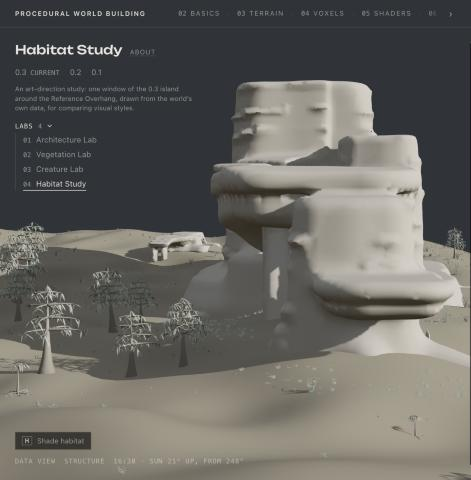 PROCEDURAL WORLD BUILDING
02 BASICS · 03 TERRAIN · 04 VOXELS · 05 SHADERS · 06 ›
Habitat Study ABOUT
0.3 CURRENT 0.2 0.1
An art-direction study: one window of the 0.3 island
around the Reference Overhang, drawn from the world's
own data, for comparing visual styles.
LABS 4
01 Architecture Lab
02 Vegetation Lab
03 Creature Lab
04 Habitat Study
H Shade habitat
DATA VIEW STRUCTURE 16:30 · SUN 21° UP, FROM 248°